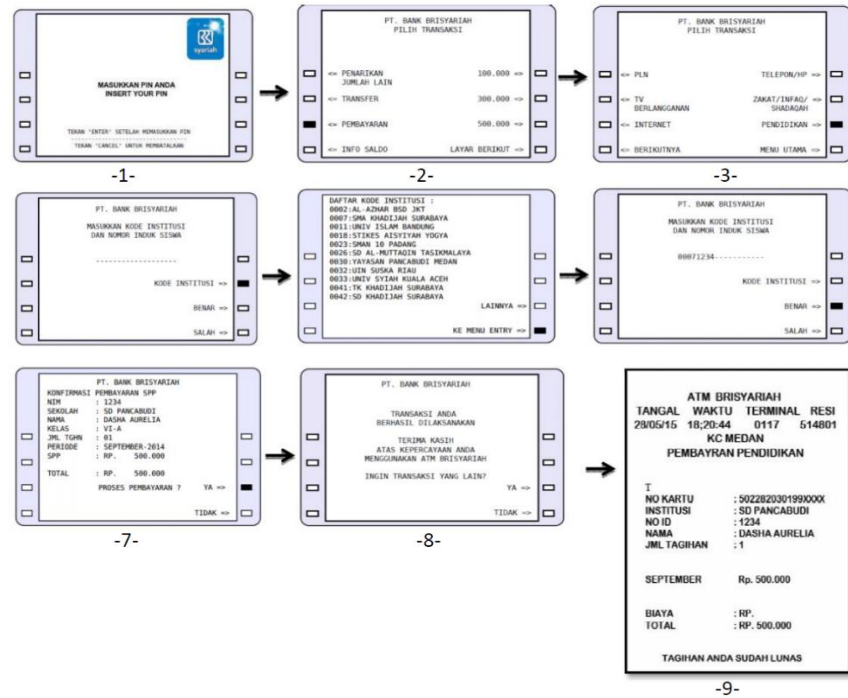 syariah
MASUKKAN PIN ANDA
INSERT YOUR PIN
TEKAN "ENTER" SETELAH MEMASUKKAN PIN
TEKAN "CANCEL" UNTUK MEMBATALKAN
-1-
PT. BANK BRISYARIAH
PILIH TRANSAKSI
<= PENARIKAN JUMLAH LAIN 100.000 =>
<= TRANSFER 300.000 =>
<= PEMBAYARAN 500.000 =>
<= INFO SALDO LAYAR BERIKUT =>
-2-
PT. BANK BRISYARIAH
PILIH TRANSAKSI
<= PLN TELEPON/HP =>
<= TV BERLANGGANAN ZAKAT/INFAQ/ SHADAQAH =>
<= INTERNET PENDIDIKAN =>
<= BERIKUTNYA MENU UTAMA =>
-3-
PT. BANK BRISYARIAH
MASUKKAN KODE INSTITUSI
DAN NOMOR INDUK SISWA
------------------
KODE INSTITUSI =>
BENAR =>
SALAH =>
DAFTAR KODE INSTITUSI :
0002:AL-AZHAR BSD JKT
0007:SMA KHADIJAH SURABAYA
0011:UNIV ISLAM BANDUNG
0018:STIKES AISYIYAH YOGYA
0023:SMAN 10 PADANG
0026:SD AL-MUTTAQIN TASIKMALAYA
0030:YAYASAN PANCABUDI MEDAN
0032:UIN SUSKA RIAU
0033:UNIV SYIAH KUALA ACEH
0041:TK KHADIJAH SURABAYA
0042:SD KHADIJAH SURABAYA
LAINNYA =>
KE MENU ENTRY =>
PT. BANK BRISYARIAH
MASUKKAN KODE INSTITUSI
DAN NOMOR INDUK SISWA
00071234-----------
KODE INSTITUSI =>
BENAR =>
SALAH =>
PT. BANK BRISYARIAH
KONFIRMASI PEMBAYARAN SPP
NIM : 1234
SEKOLAH : SD PANCABUDI
NAMA : DASHA AURELIA
KELAS : VI-A
JML TGHN : 01
PERIODE : SEPTEMBER-2014
SPP : RP. 500.000
TOTAL : RP. 500.000
PROSES PEMBAYARAN ? YA =>
TIDAK =>
-7-
PT. BANK BRISYARIAH
TRANSAKSI ANDA
BERHASIL DILAKSANAKAN
TERIMA KASIH
ATAS KEPERCAYAAN ANDA
MENGGUNAKAN ATM BRISYARIAH
INGIN TRANSAKSI YANG LAIN?
YA =>
TIDAK =>
-8-
ATM BRISYARIAH
TANGAL WAKTU TERMINAL RESI
28/05/15 18;20:44 0117 514801
KC MEDAN
PEMBAYRAN PENDIDIKAN
T
NO KARTU : 502282030199XXXX
INSTITUSI : SD PANCABUDI
NO ID : 1234
NAMA : DASHA AURELIA
JML TAGIHAN : 1
SEPTEMBER Rp. 500.000
BIAYA : RP.
TOTAL : RP. 500.000
TAGIHAN ANDA SUDAH LUNAS
-9-